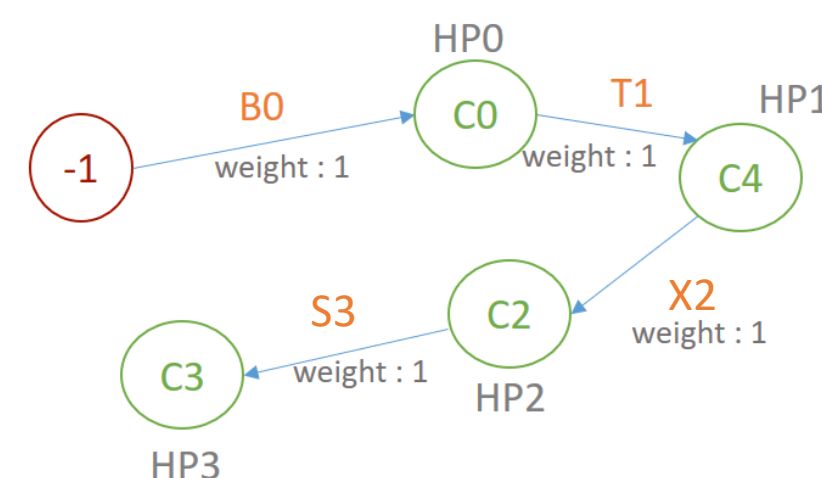 HP0
B0
C0
T1
HP1
-1
weight : 1
weight : 1
C4
S3
C2
X2
weight : 1
C3
weight : 1
HP2
HP3